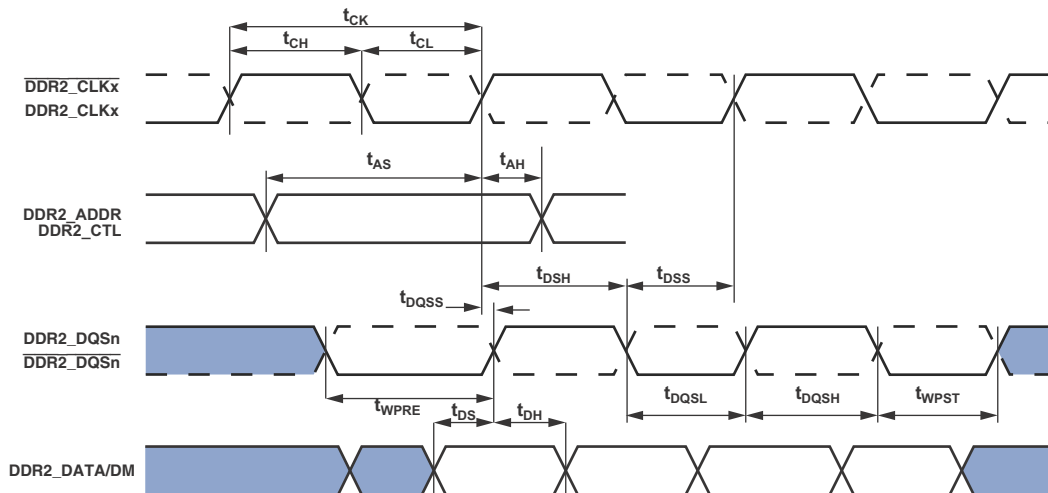 tCK
tCH tCL
DDR2_CLKx
DDR2_CLKx
tAS tAH
DDR2_ADDR
DDR2_CTL
tDSH tDSS
tDQSS
DDR2_DQSn
DDR2_DQSn
tWPRE tDQSL tDQSH tWPST
tDS tDH
DDR2_DATA/DM